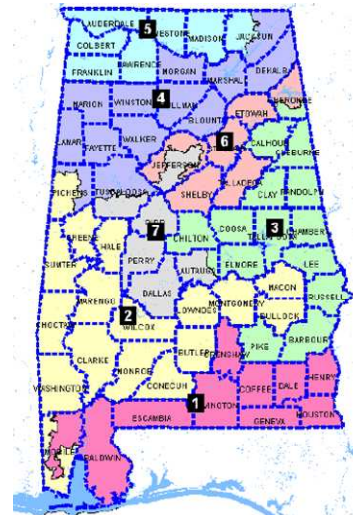 LAUDERDALE
5
MADISON
COLBERT
FRANKLIN
MORGAN
MARSHALL
DEKALB
MARION
WINSTON
4
CHEROKEE
ETOWAH
BLOUNT
LAMAR
FAYETTE
WALKER
6
CALHOUN
CLEBURNE
JEFFERSON
SHELBY
CLAY
RANDOLPH
PICKENS
TUSCALOOSA
7
CHILTON
COOSA
3
CHAMBERS
GREENE
HALE
PERRY
AUTAUGA
ELMORE
LEE
SUMTER
MARENGO
DALLAS
LOWNDES
MONTGOMERY
MACON
RUSSELL
BULLOCK
CHOCTAW
2
WILCOX
BUTLER
CRENSHAW
PIKE
BARBOUR
CLARKE
MONROE
CONECUH
COFFEE
DALE
HENRY
WASHINGTON
1
ESCAMBIA
GENEVA
HOUSTON
MOBILE
BALDWIN